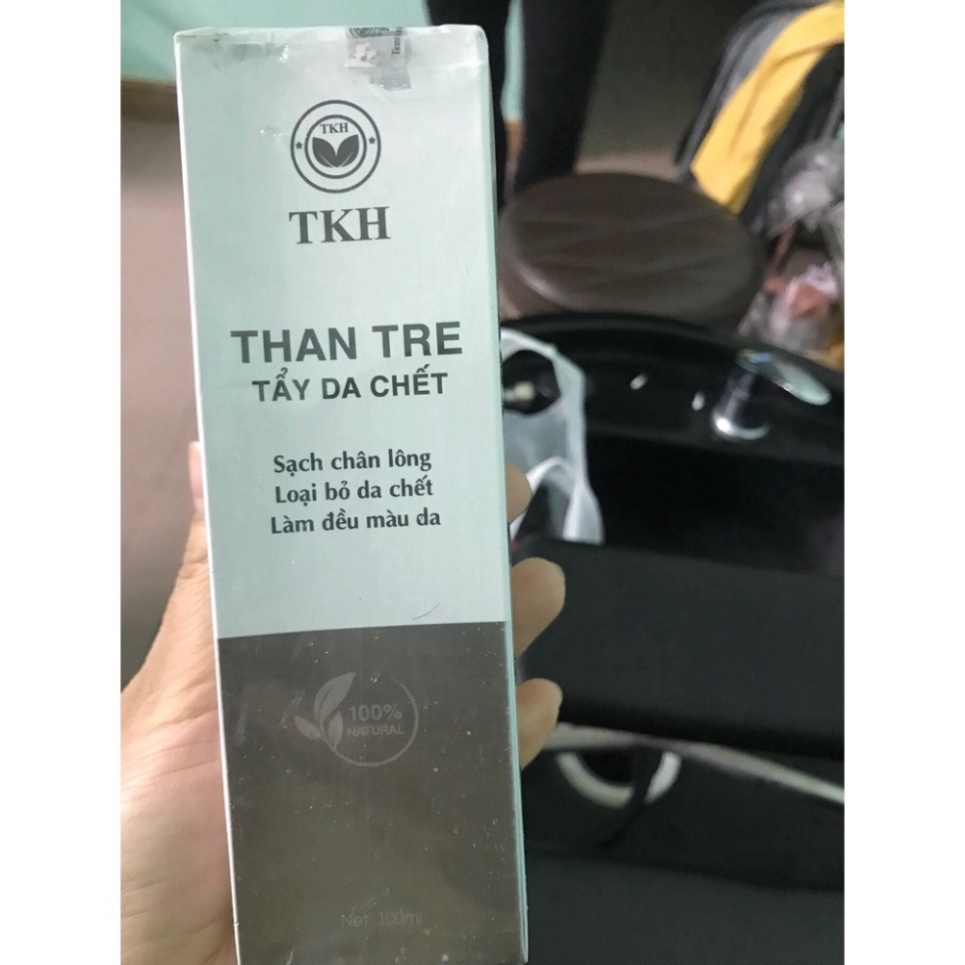 TKH
TKH
THAN TRE
TẨY DA CHẾT
Sạch chân lông
Loại bỏ da chết
Làm đều màu da
100%
NATURAL
Net: 100ml